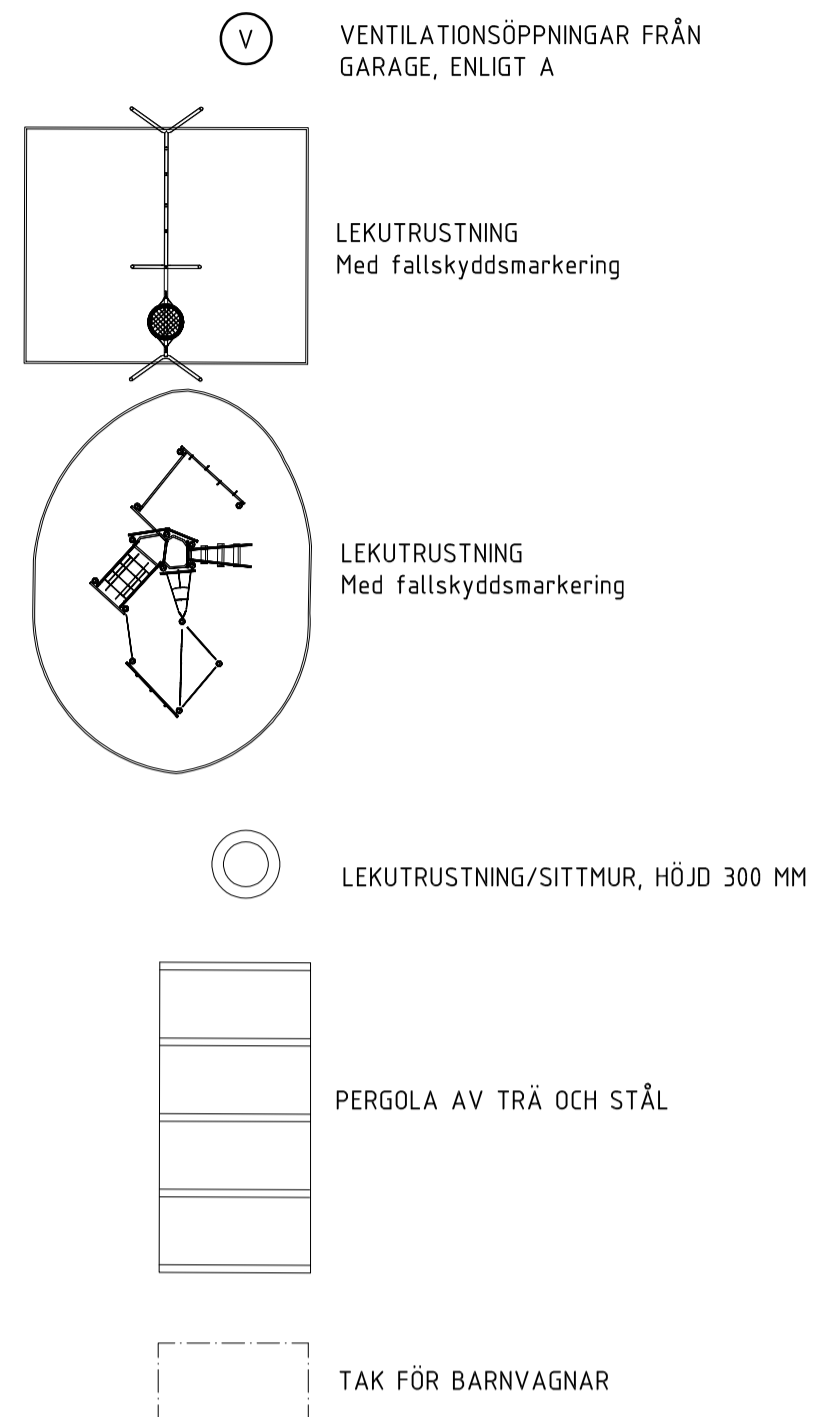 V
VENTILATIONSÖPPNINGAR FRÅN
GARAGE, ENLIGT A
LEKUTRUSTNING
Med fallskyddsmarkering
LEKUTRUSTNING
Med fallskyddsmarkering
LEKUTRUSTNING/SITTMUR, HÖJD 300 MM
PERGOLA AV TRÄ OCH STÅL
TAK FÖR BARNVAGNAR